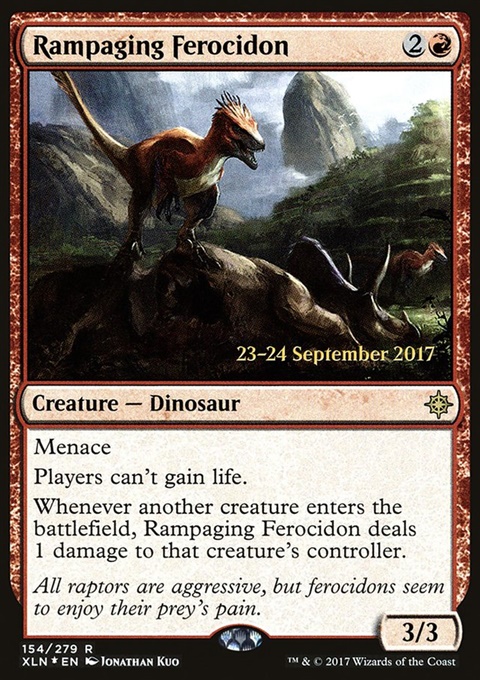 Rampaging Ferocidon 2
23–24 September 2017
Creature — Dinosaur
Menace
Players can't gain life.
Whenever another creature enters the
battlefield, Rampaging Ferocidon deals
1 damage to that creature's controller.
All raptors are aggressive, but ferocidons seem
to enjoy their prey's pain.
3/3
154/279 R
XLN ★ EN Jonathan Kuo
™ & © 2017 Wizards of the Coast